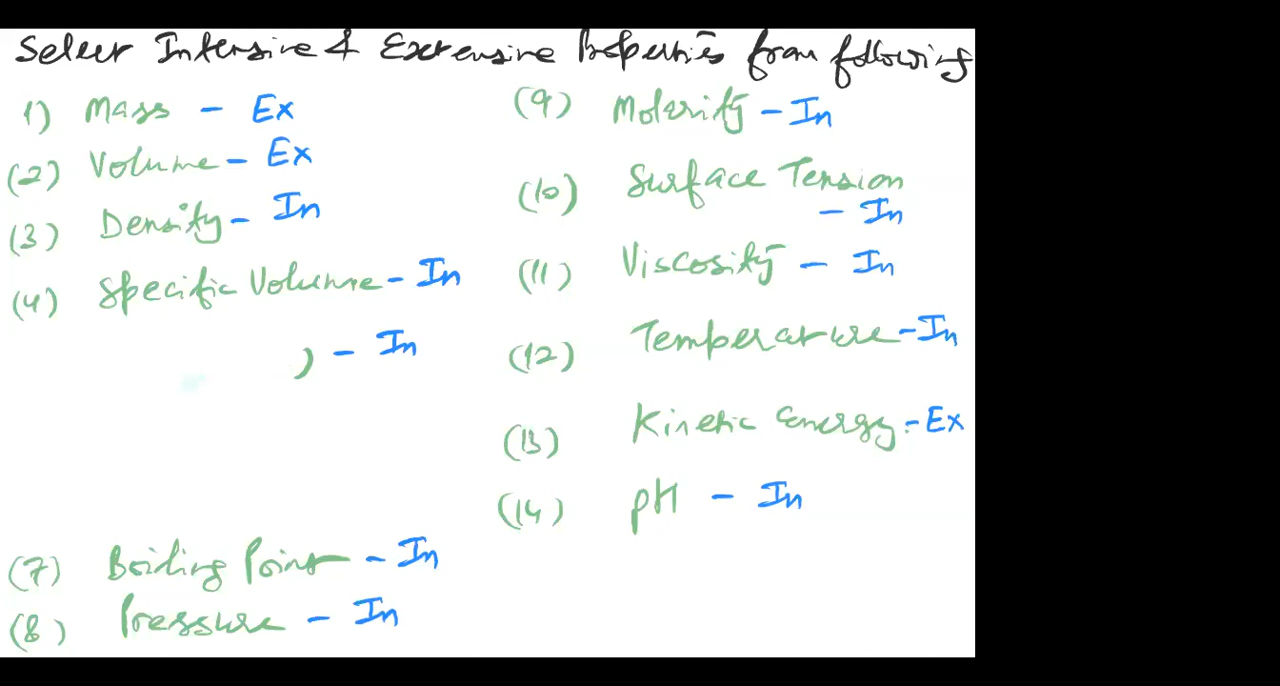 Select Intensive & Extensive Properties from following
1) Mass - Ex
(2) Volume - Ex
(3) Density - In
(4) Specific Volume - In
) - In
(7) Boiling Point - In
(8) Pressure - In
(9) Molarity - In
(10) Surface Tension
- In
(11) Viscosity - In
(12) Temperature - In
(13) Kinetic Energy - Ex
(14) pH - In